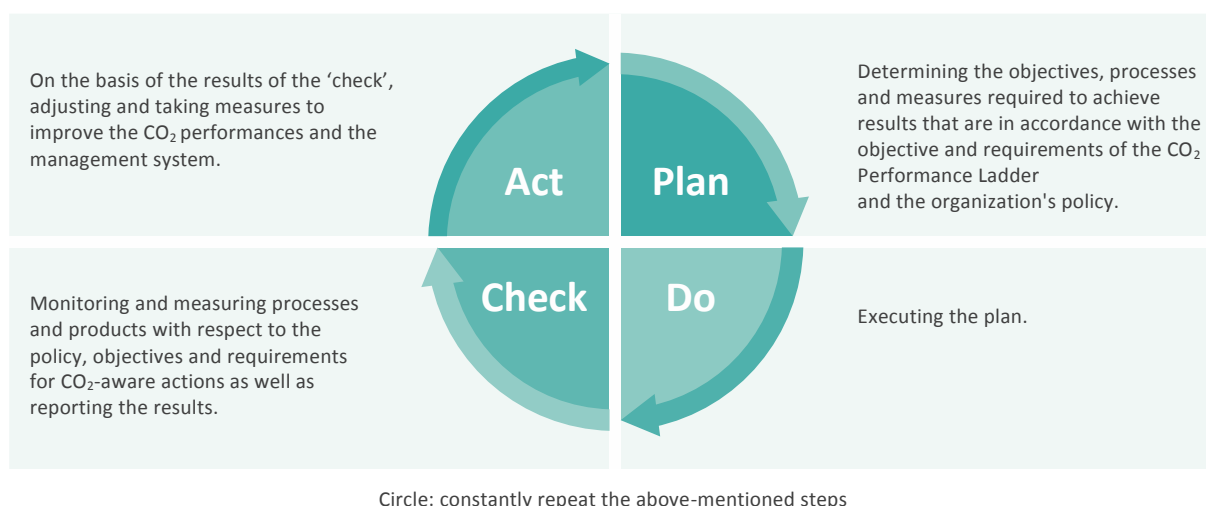 On the basis of the results of the ‘check’,
adjusting and taking measures to
improve the CO₂ performances and the
management system.
Act
Plan
Determining the objectives, processes
and measures required to achieve
results that are in accordance with the
objective and requirements of the CO₂
Performance Ladder
and the organization's policy.
Monitoring and measuring processes
and products with respect to the
policy, objectives and requirements
for CO₂-aware actions as well as
reporting the results.
Check
Do
Executing the plan.
Circle: constantly repeat the above-mentioned steps